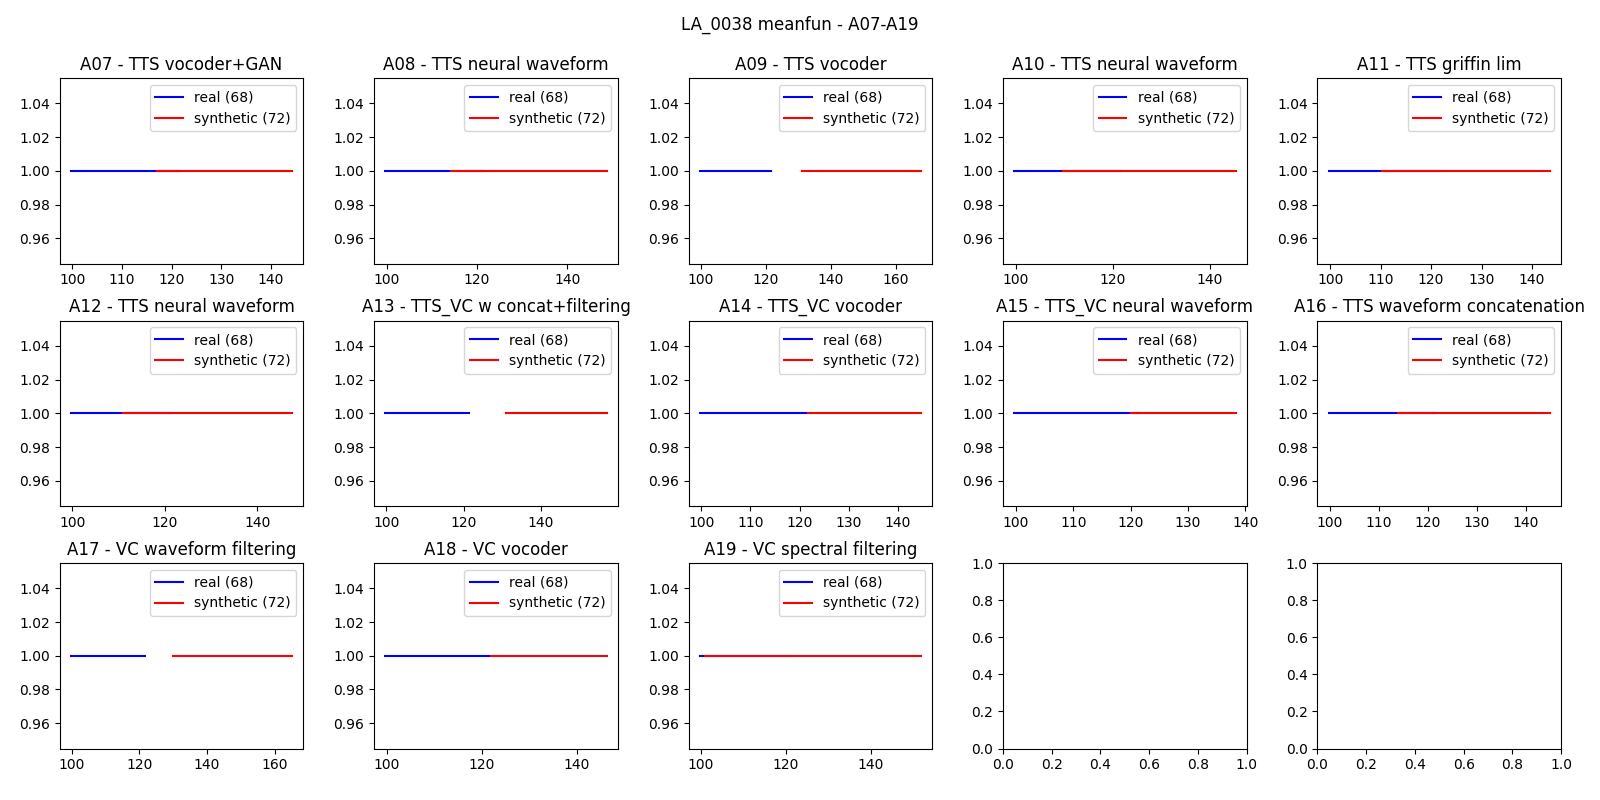 LA_0038 meanfun - A07-A19
A07 - TTS vocoder+GAN
real (68)
synthetic (72)
1.04
1.02
1.00
0.98
0.96
100 110 120 130 140
A08 - TTS neural waveform
real (68)
synthetic (72)
1.04
1.02
1.00
0.98
0.96
100 120 140
A09 - TTS vocoder
real (68)
synthetic (72)
1.04
1.02
1.00
0.98
0.96
100 120 140 160
A10 - TTS neural waveform
real (68)
synthetic (72)
1.04
1.02
1.00
0.98
0.96
100 120 140
A11 - TTS griffin lim
real (68)
synthetic (72)
1.04
1.02
1.00
0.98
0.96
100 110 120 130 140
A12 - TTS neural waveform
real (68)
synthetic (72)
1.04
1.02
1.00
0.98
0.96
100 120 140
A13 - TTS_VC w concat+filtering
real (68)
synthetic (72)
1.04
1.02
1.00
0.98
0.96
100 120 140
A14 - TTS_VC vocoder
real (68)
synthetic (72)
1.04
1.02
1.00
0.98
0.96
100 110 120 130 140
A15 - TTS_VC neural waveform
real (68)
synthetic (72)
1.04
1.02
1.00
0.98
0.96
100 110 120 130 140
A16 - TTS waveform concatenation
real (68)
synthetic (72)
1.04
1.02
1.00
0.98
0.96
100 110 120 130 140
A17 - VC waveform filtering
real (68)
synthetic (72)
1.04
1.02
1.00
0.98
0.96
100 120 140 160
A18 - VC vocoder
real (68)
synthetic (72)
1.04
1.02
1.00
0.98
0.96
100 120 140
A19 - VC spectral filtering
real (68)
synthetic (72)
1.04
1.02
1.00
0.98
0.96
100 120 140
1.0
0.8
0.6
0.4
0.2
0.0
0.0 0.2 0.4 0.6 0.8 1.0
1.0
0.8
0.6
0.4
0.2
0.0
0.0 0.2 0.4 0.6 0.8 1.0